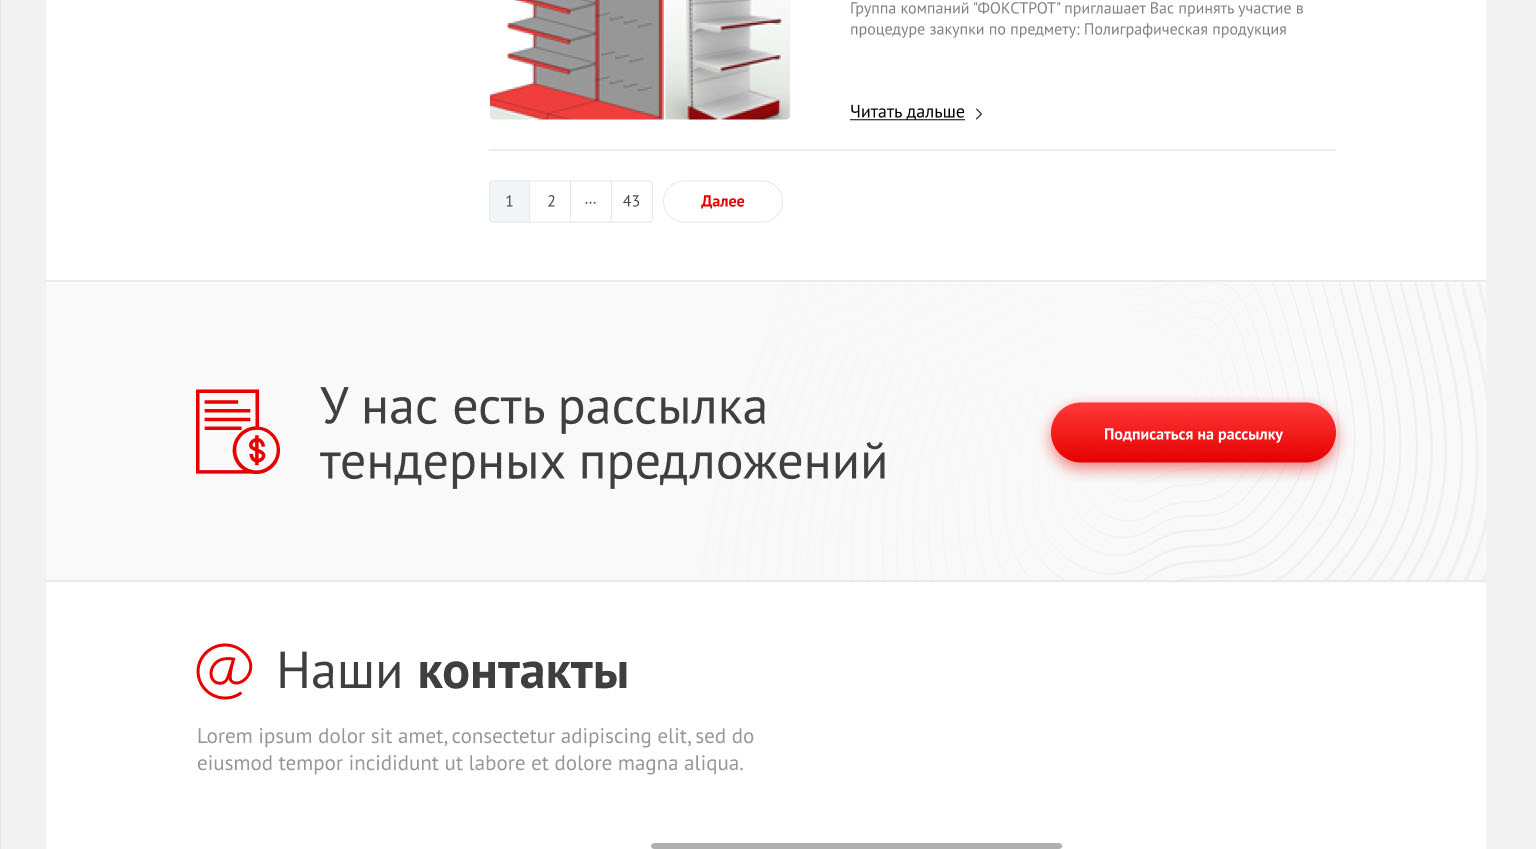 Группа компаний "ФОКСТРОТ" приглашает Вас принять участие в
процедуре закупки по предмету: Полиграфическая продукция
Читать дальше
1 2 ... 43 Далее
У нас есть рассылка
тендерных предложений
Подписаться на рассылку
Наши контакты
Lorem ipsum dolor sit amet, consectetur adipiscing elit, sed do
eiusmod tempor incididunt ut labore et dolore magna aliqua.